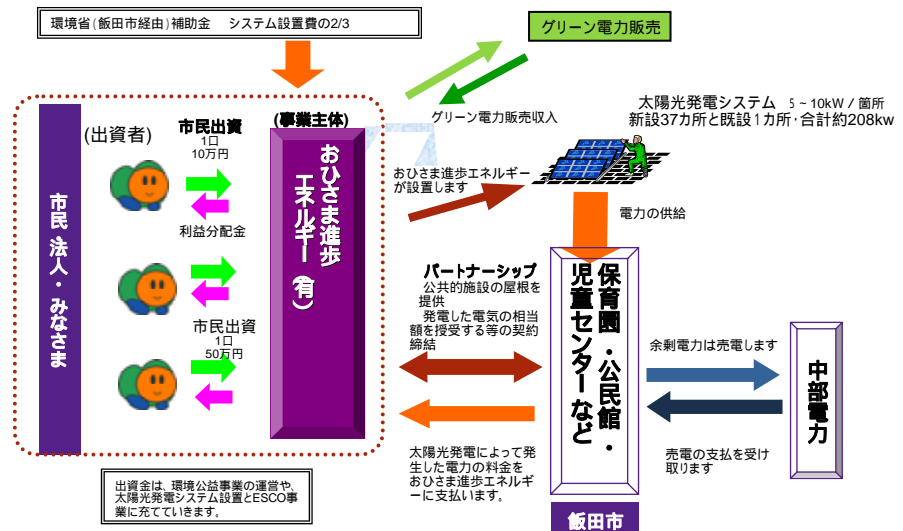 環境省(飯田市経由)補助金　システム設置費の2/3
グリーン電力販売
グリーン電力販売収入
太陽光発電システム　5～10kW/箇所
新設37カ所と既設1カ所・合計約208kw
(出資者)
市民出資
1口
10万円
利益分配金
市民出資
1口
50万円
市民・法人・みなさま
(事業主体)
おひさま進歩
エネルギー(有)
おひさま進歩エネルギー
が設置します
電力の供給
パートナーシップ
公共的施設の屋根を
提供
発電した電気の相当
額を授受する等の契約
締結
保育園・公民館・
児童センターなど
余剰電力は売電します
中部電力
売電の支払を受け
取ります
太陽光発電によって発
生した電力の料金を
おひさま進歩エネルギー
に支払います。
飯田市
出資金は、環境公益事業の運営や、
太陽光発電システム設置とESCO事
業に充てていきます。